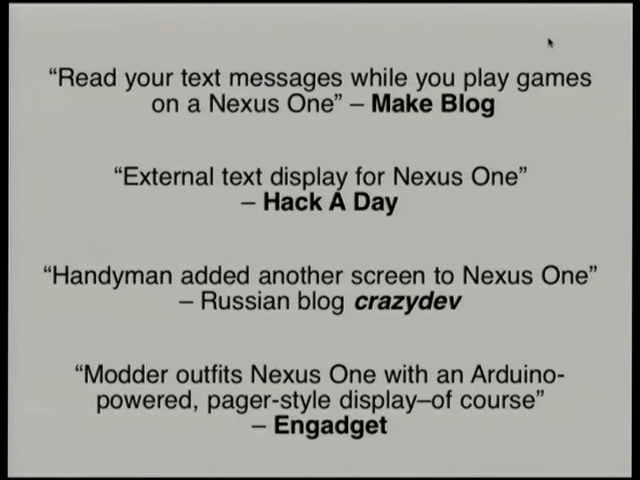 “Read your text messages while you play games
on a Nexus One” – Make Blog
“External text display for Nexus One”
– Hack A Day
“Handyman added another screen to Nexus One”
– Russian blog crazydev
“Modder outfits Nexus One with an Arduino-
powered, pager-style display–of course”
– Engadget